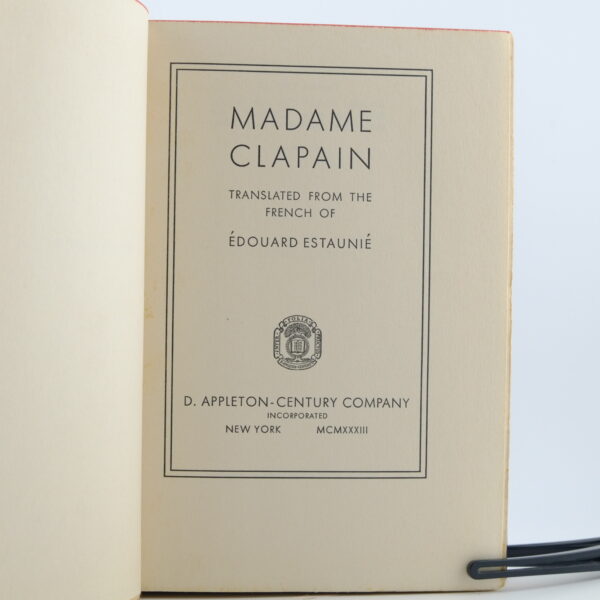 MADAME
CLAPAIN
TRANSLATED FROM THE
FRENCH OF
ÉDOUARD ESTAUNIÉ
D. APPLETON-CENTURY COMPANY
INCORPORATED
NEW YORK MCMXXXIII